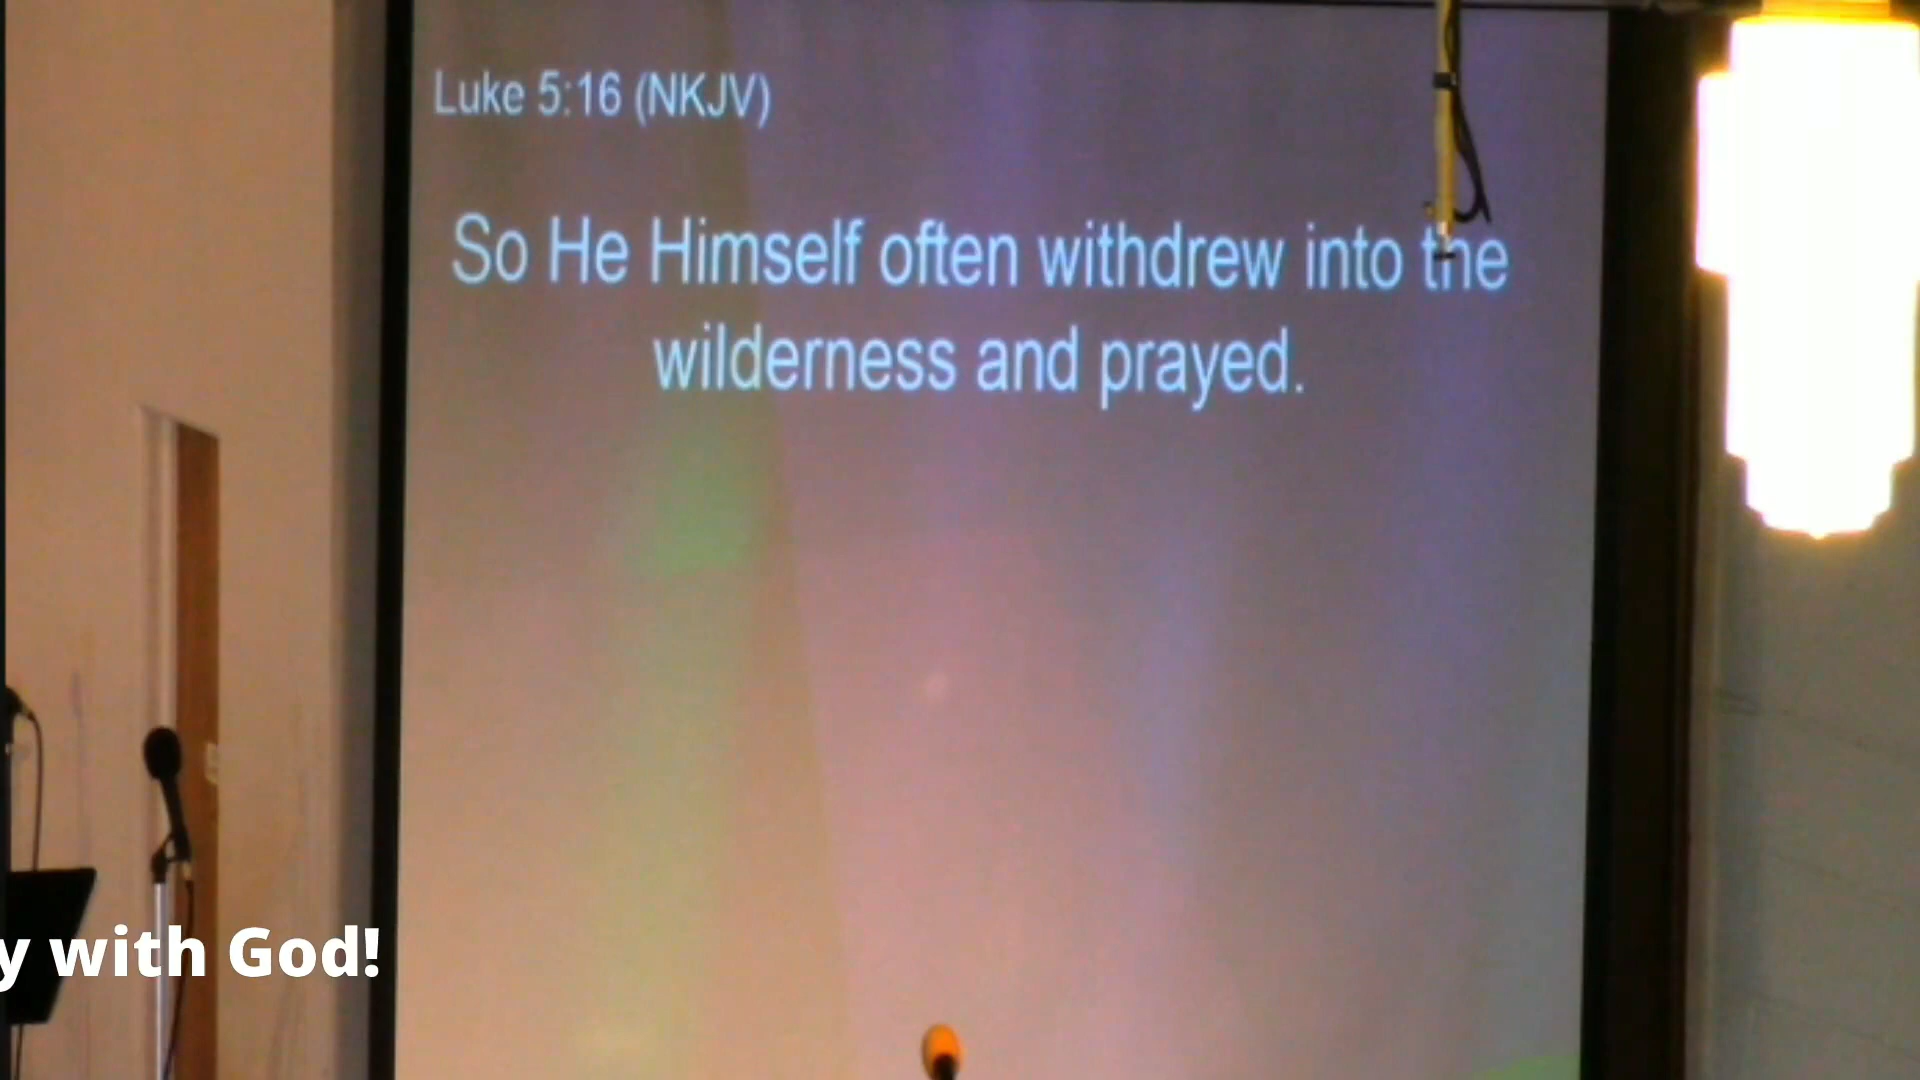 Luke 5:16 (NKJV)
So He Himself often withdrew into the
wilderness and prayed.
with God!